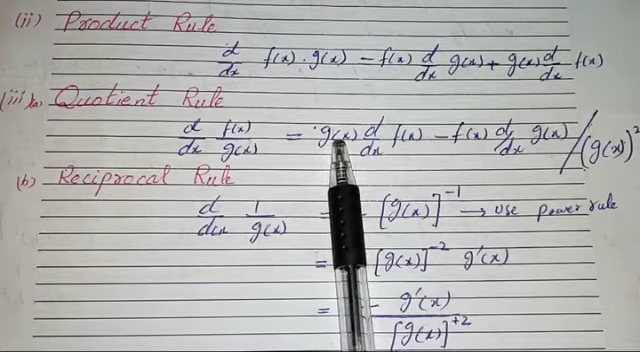 (ii) Product Rule
d/dx f(x) · g(x) – f(x) d/dx g(x) + g(x) d/dx f(x)
(iii)(a) Quotient Rule
d/dx f(x)/g(x) = g(x) d/dx f(x) – f(x) d/dx g(x) / (g(x))²
(b) Reciprocal Rule
d/dx 1/g(x) = [g(x)]⁻¹ → use power rule
= [g(x)]⁻² g'(x)
= – g'(x)/[g(x)]⁺²